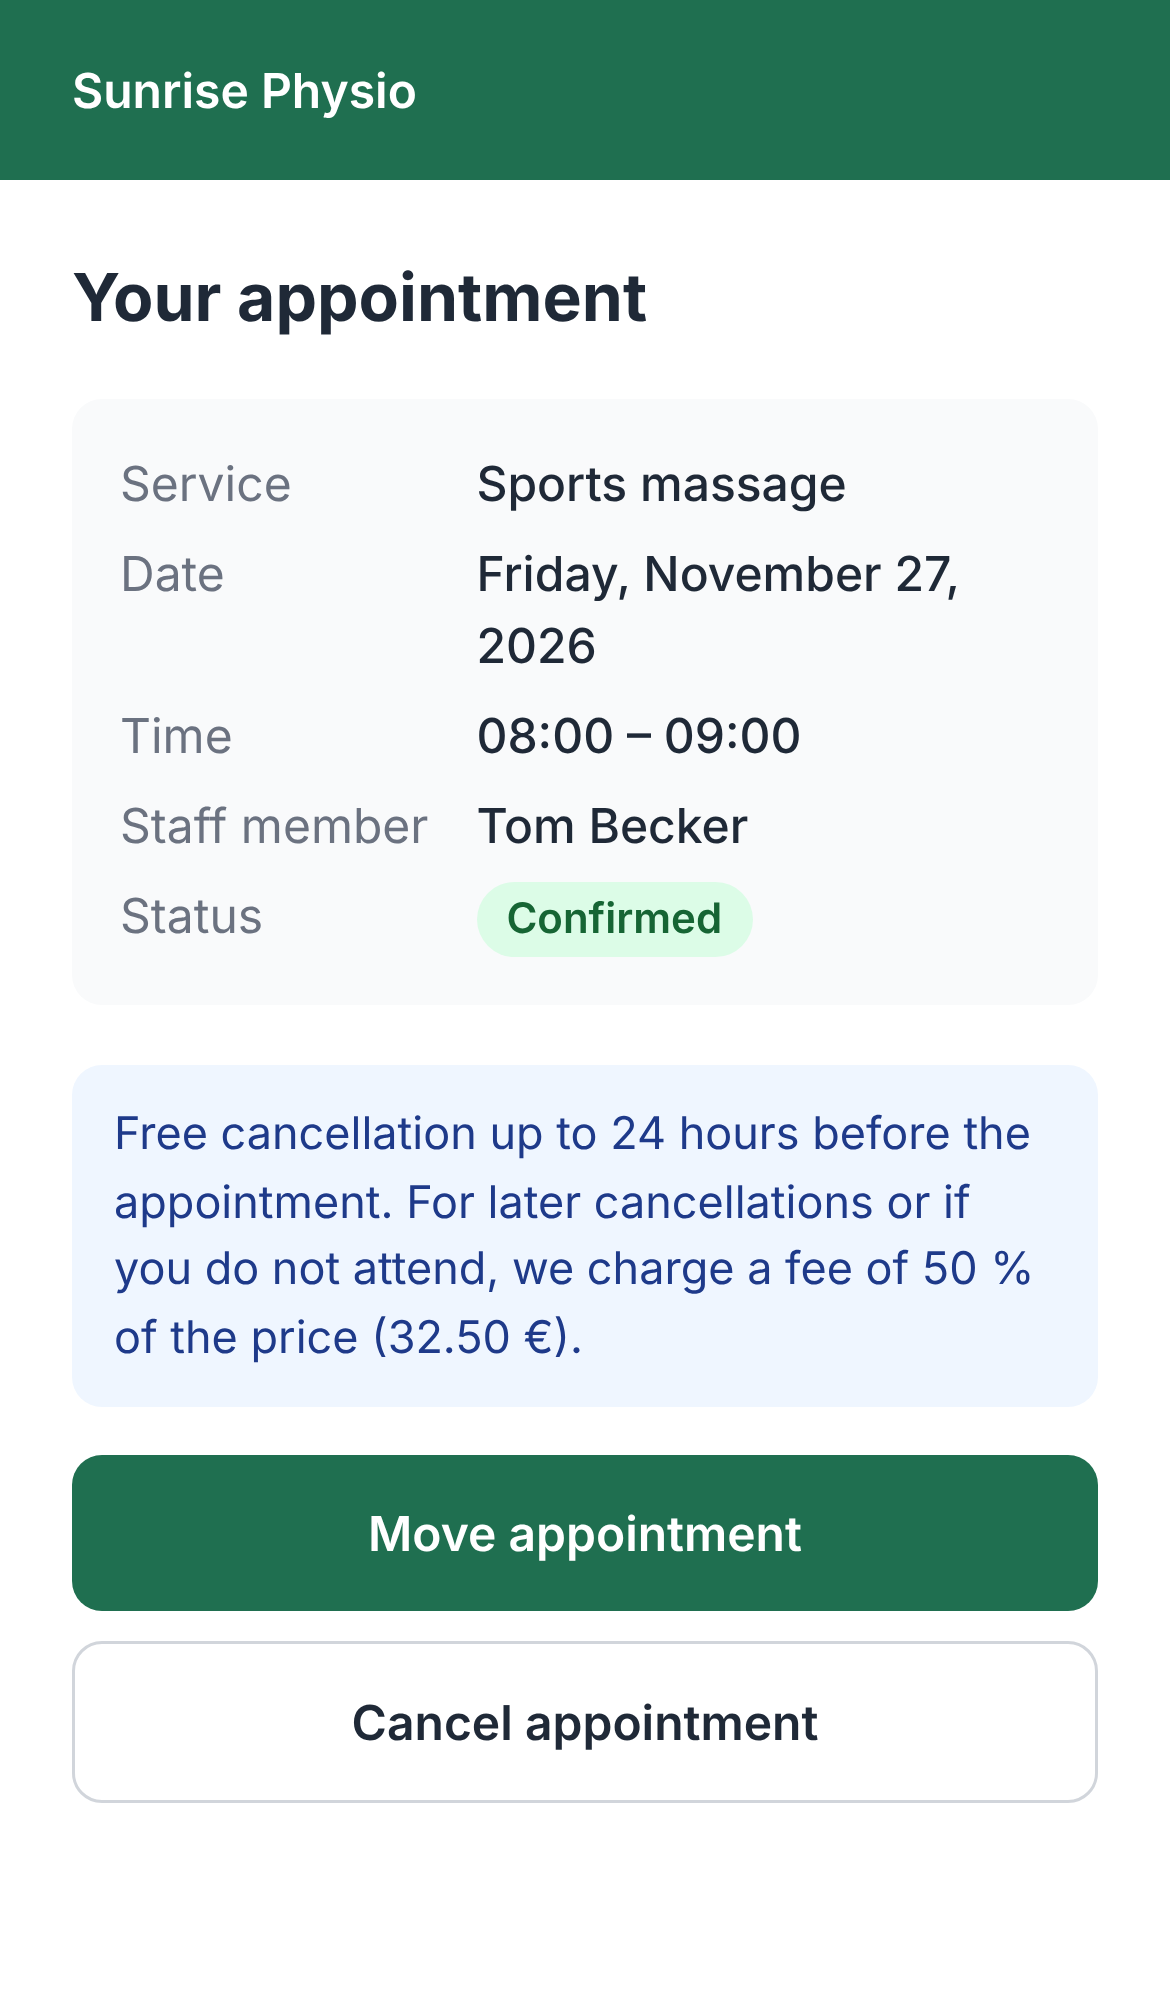 Sunrise Physio
Your appointment
Service Sports massage
Date Friday, November 27,
2026
Time 08:00 – 09:00
Staff member Tom Becker
Status Confirmed
Free cancellation up to 24 hours before the
appointment. For later cancellations or if
you do not attend, we charge a fee of 50 %
of the price (32.50 €).
Move appointment
Cancel appointment